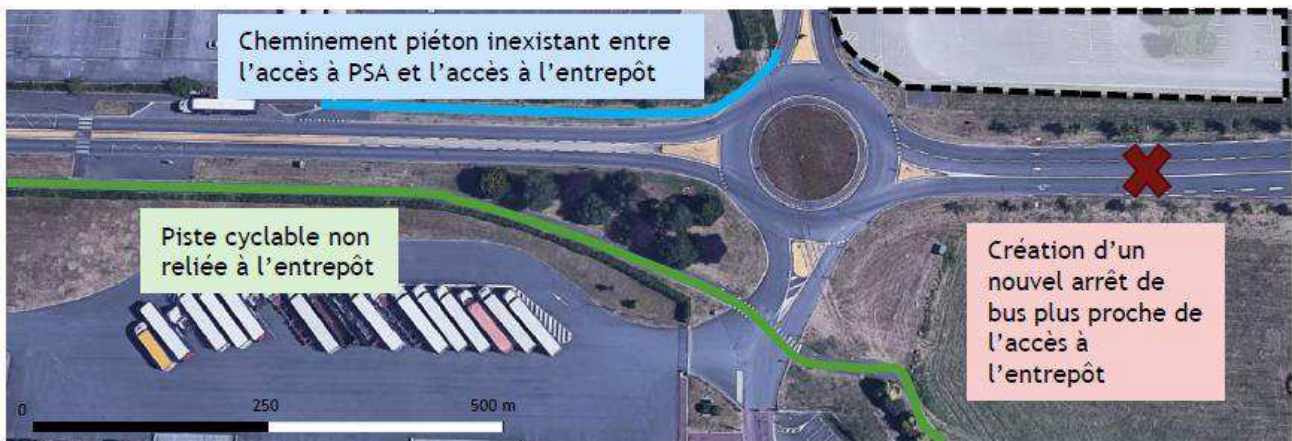 Cheminement piéton inexistant entre
l'accès à PSA et l'accès à l'entrepôt
Piste cyclable non
reliée à l'entrepôt
Création d'un
nouvel arrêt de
bus plus proche de
l'accès à
l'entrepôt
0 250 500 m